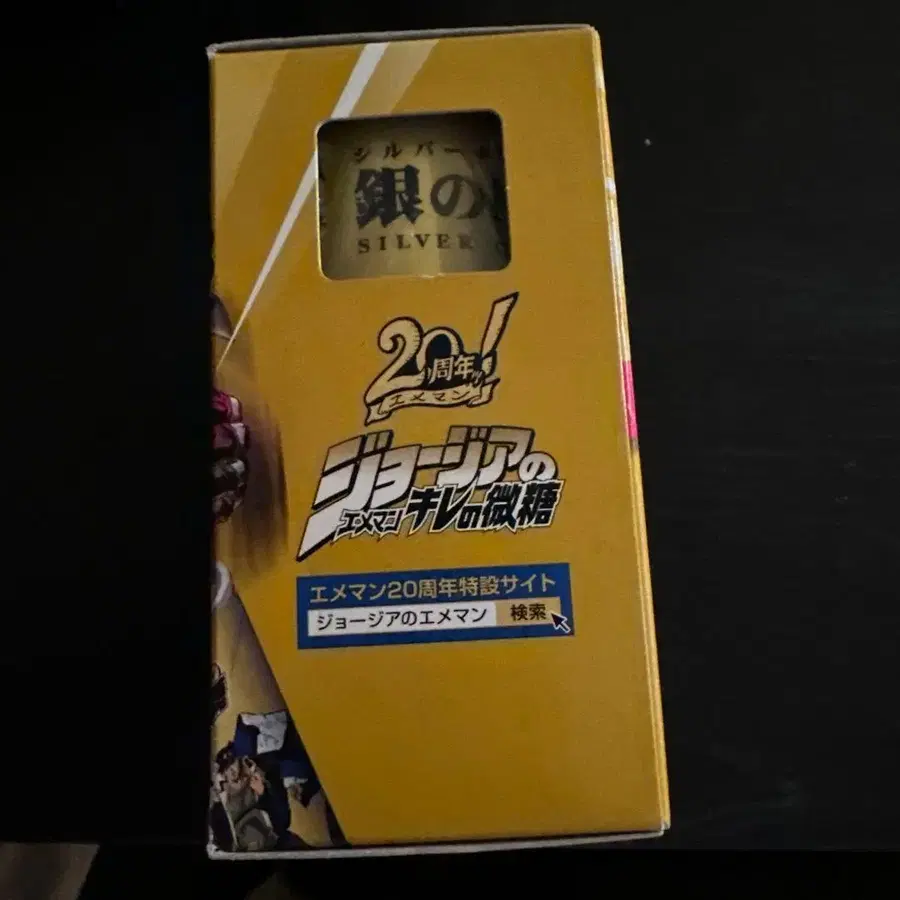 シルバー
銀の
SILVER
20周年ッ!
エメマン
ジョージアの
エメマン キレの微糖
エメマン20周年特設サイト
ジョージアのエメマン 検索